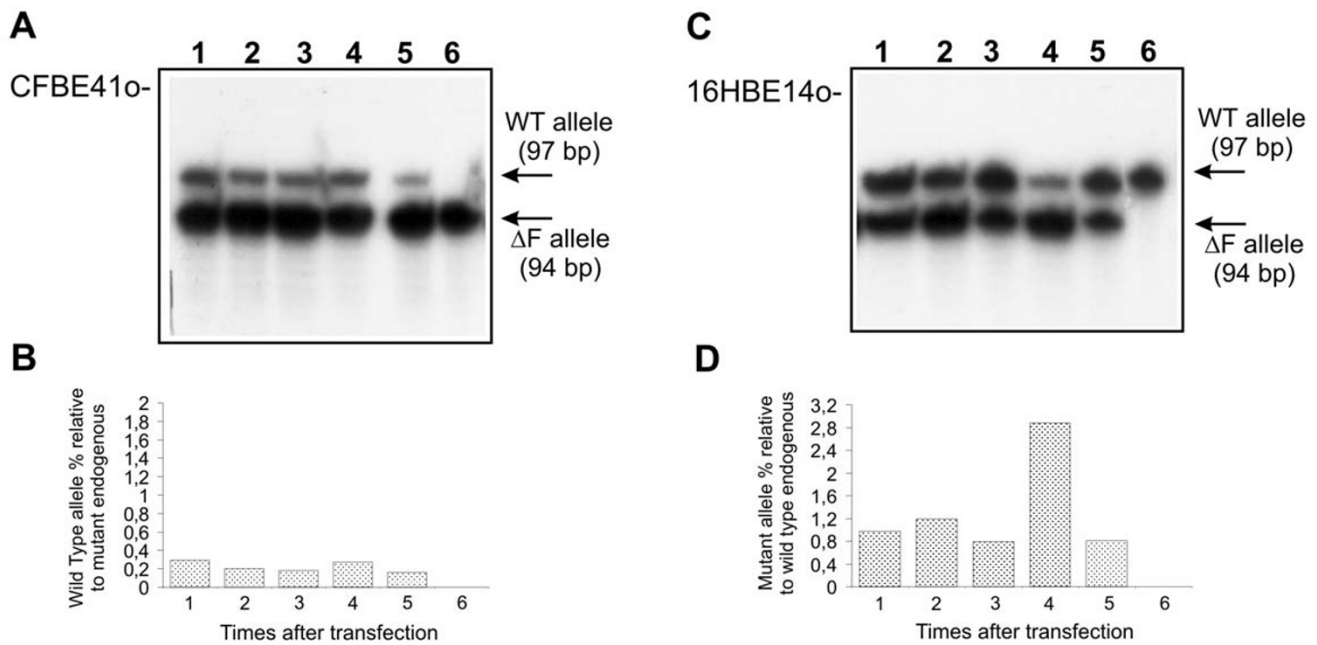 A
1 2 3 4 5 6
CFBE41o-
WT allele
(97 bp)
ΔF allele
(94 bp)
B
Wild Type allele % relative
to mutant endogenous
2
1,8
1,6
1,4
1,2
1
0,8
0,6
0,4
0,2
0
1 2 3 4 5 6
Times after transfection
C
1 2 3 4 5 6
16HBE14o-
WT allele
(97 bp)
ΔF allele
(94 bp)
D
Mutant allele % relative
to wild type endogenous
3,2
2,8
2,4
2
1,6
1,2
0,8
0,4
0
1 2 3 4 5 6
Times after transfection